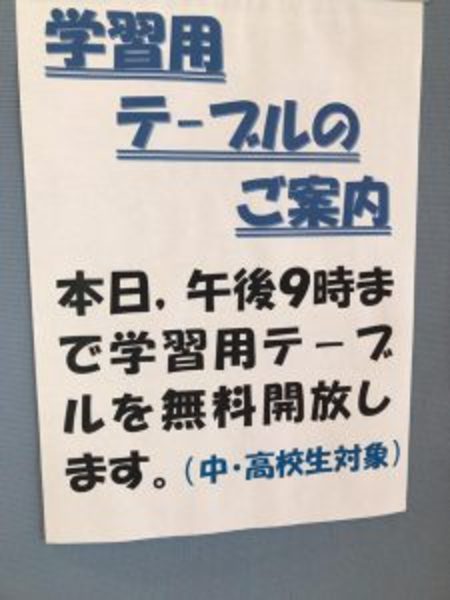 学習用
テーブルの
ご案内
本日，午後9時ま
で学習用テーブ
ルを無料開放し
ます。（中・高校生対象）